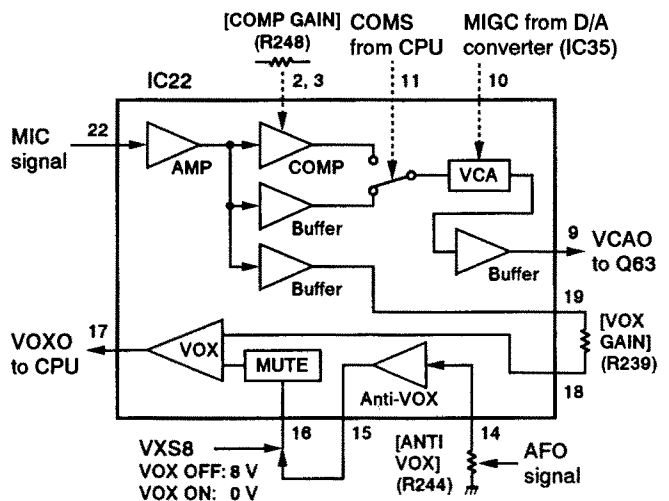 [COMP GAIN]
(R248)
COMS
from CPU
MIGC from D/A
converter (IC35)
IC22
2, 3
11
10
MIC
signal
22
AMP
COMP
VCA
Buffer
9
VCAO
to Q63
Buffer
Buffer
19
VOXO
to CPU
17
VOX
MUTE
Anti-VOX
[VOX
GAIN]
(R239)
18
16
15
14
VXS8
VOX OFF: 8 V
VOX ON: 0 V
[ANTI
VOX]
(R244)
AFO
signal